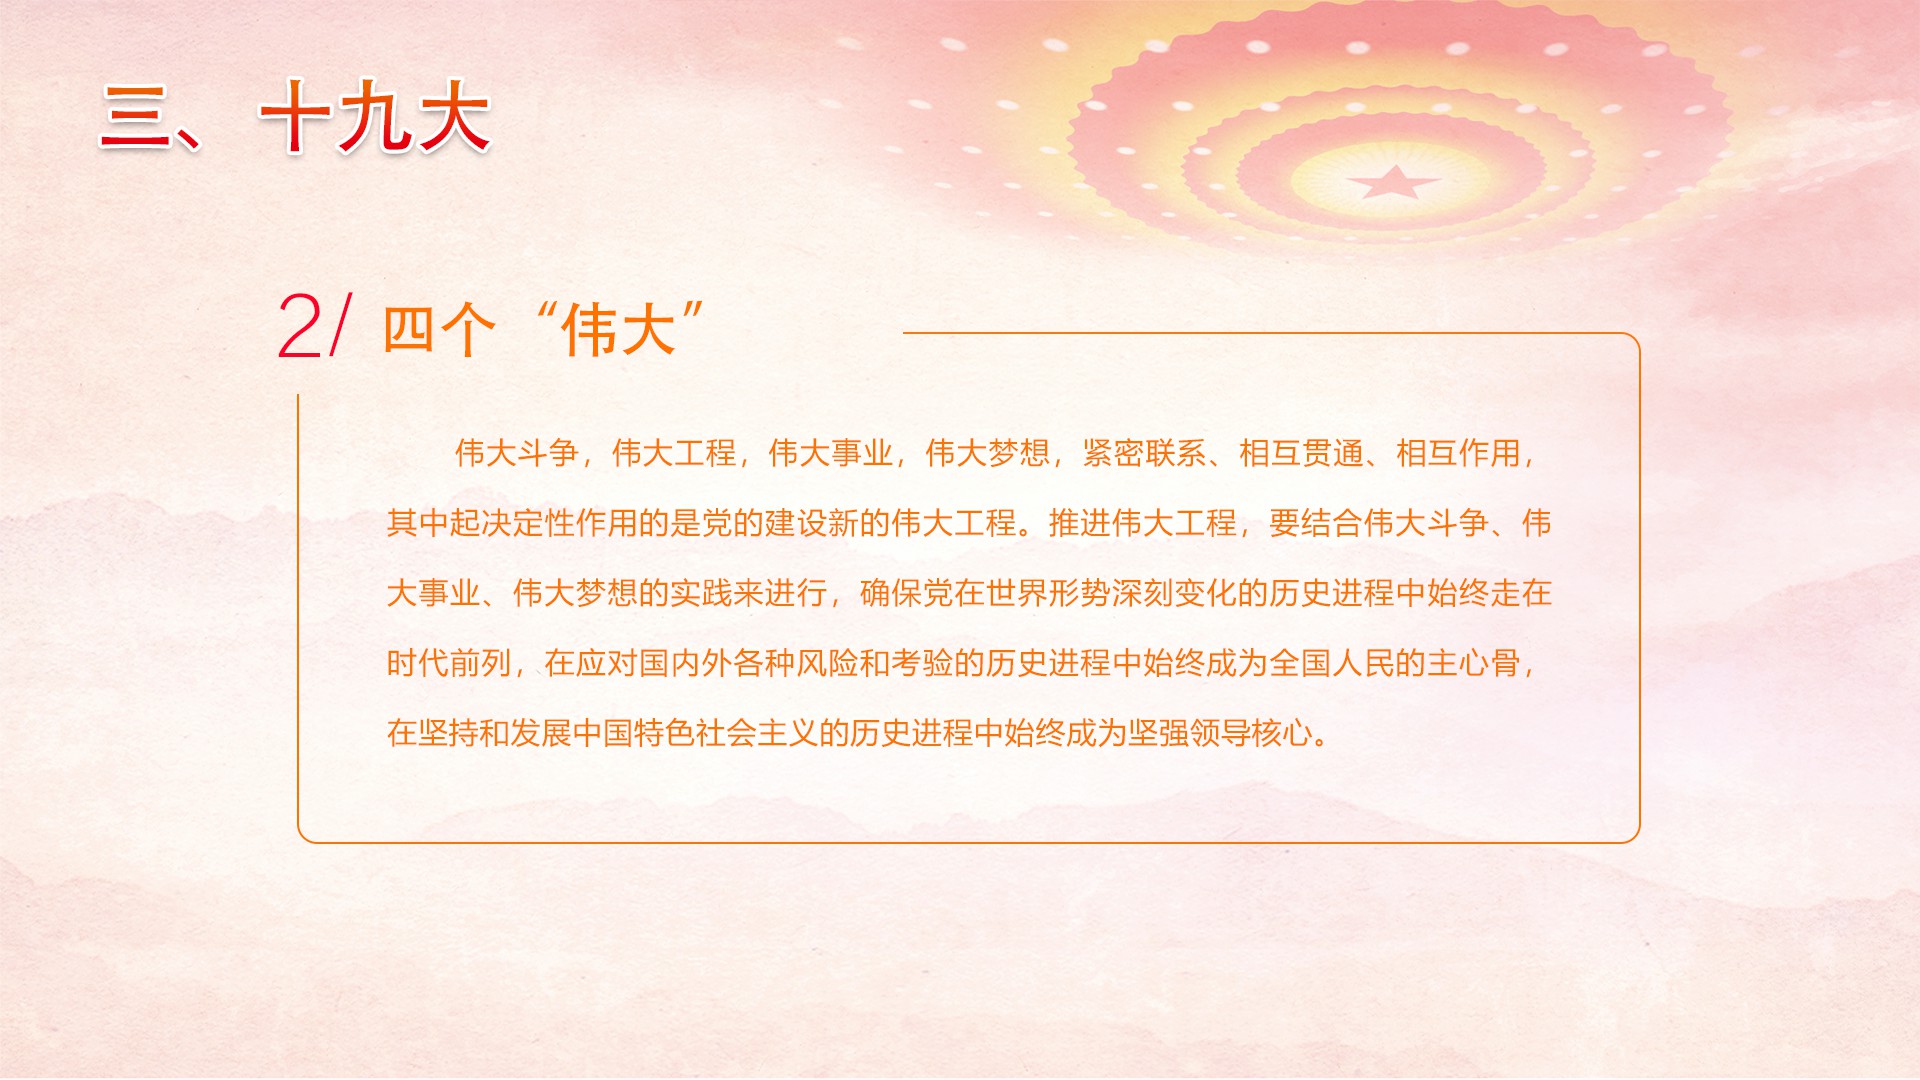 三、十九大
2/ 四个“伟大”
伟大斗争，伟大工程，伟大事业，伟大梦想，紧密联系、相互贯通、相互作用，
其中起决定性作用的是党的建设新的伟大工程。推进伟大工程，要结合伟大斗争、伟
大事业、伟大梦想的实践来进行，确保党在世界形势深刻变化的历史进程中始终走在
时代前列，在应对国内外各种风险和考验的历史进程中始终成为全国人民的主心骨，
在坚持和发展中国特色社会主义的历史进程中始终成为坚强领导核心。